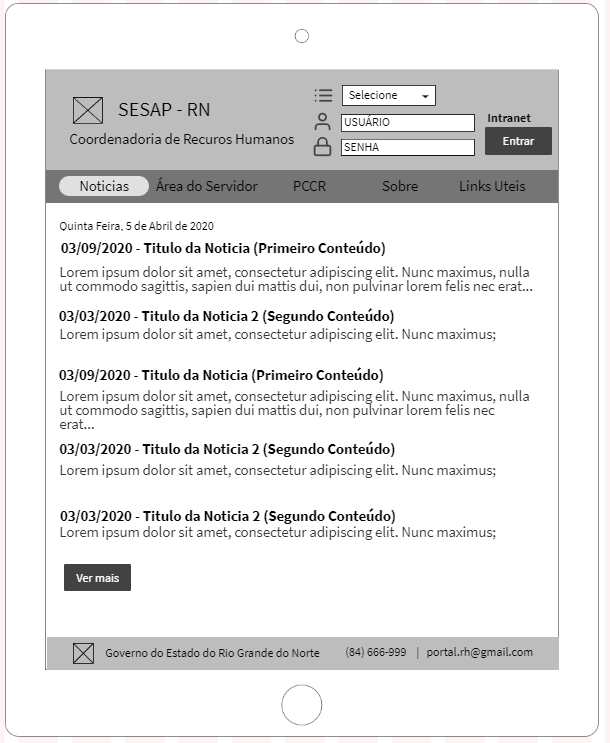 SESAP - RN
Coordenadoria de Recuros Humanos
Selecione
USUÁRIO
SENHA
Intranet
Entrar
Noticias Área do Servidor PCCR Sobre Links Uteis
Quinta Feira, 5 de Abril de 2020
03/09/2020 - Titulo da Noticia (Primeiro Conteúdo)
Lorem ipsum dolor sit amet, consectetur adipiscing elit. Nunc maximus, nulla
ut commodo sagittis, sapien dui mattis dui, non pulvinar lorem felis nec erat...
03/03/2020 - Titulo da Noticia 2 (Segundo Conteúdo)
Lorem ipsum dolor sit amet, consectetur adipiscing elit. Nunc maximus;
03/09/2020 - Titulo da Noticia (Primeiro Conteúdo)
Lorem ipsum dolor sit amet, consectetur adipiscing elit. Nunc maximus, nulla
ut commodo sagittis, sapien dui mattis dui, non pulvinar lorem felis nec
erat...
03/03/2020 - Titulo da Noticia 2 (Segundo Conteúdo)
Lorem ipsum dolor sit amet, consectetur adipiscing elit. Nunc maximus;
03/03/2020 - Titulo da Noticia 2 (Segundo Conteúdo)
Lorem ipsum dolor sit amet, consectetur adipiscing elit. Nunc maximus;
Ver mais
Governo do Estado do Rio Grande do Norte (84) 666-999 | portal.rh@gmail.com